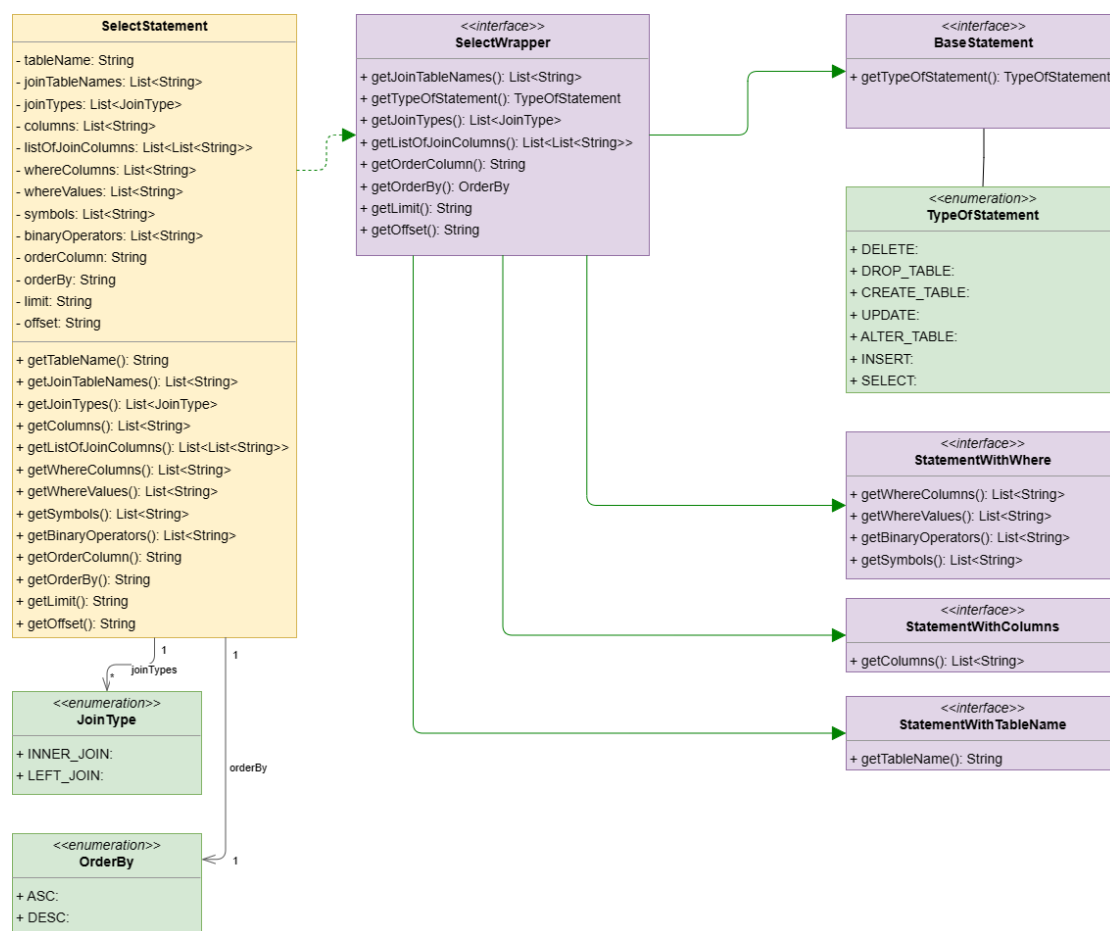 SelectStatement
- tableName: String
- joinTableNames: List<String>
- joinTypes: List<JoinType>
- columns: List<String>
- listOfJoinColumns: List<List<String>>
- whereColumns: List<String>
- whereValues: List<String>
- symbols: List<String>
- binaryOperators: List<String>
- orderColumn: String
- orderBy: String
- limit: String
- offset: String
+ getTableName(): String
+ getJoinTableNames(): List<String>
+ getJoinTypes(): List<JoinType>
+ getColumns(): List<String>
+ getListOfJoinColumns(): List<List<String>>
+ getWhereColumns(): List<String>
+ getWhereValues(): List<String>
+ getSymbols(): List<String>
+ getBinaryOperators(): List<String>
+ getOrderColumn(): String
+ getOrderBy(): String
+ getLimit(): String
+ getOffset(): String
1
joinTypes
*
1
orderBy
1
<<enumeration>>
JoinType
+ INNER_JOIN:
+ LEFT_JOIN:
<<enumeration>>
OrderBy
+ ASC:
+ DESC:
<<interface>>
SelectWrapper
+ getJoinTableNames(): List<String>
+ getTypeOfStatement(): TypeOfStatement
+ getJoinTypes(): List<JoinType>
+ getListOfJoinColumns(): List<List<String>>
+ getOrderColumn(): String
+ getOrderBy(): OrderBy
+ getLimit(): String
+ getOffset(): String
<<interface>>
BaseStatement
+ getTypeOfStatement(): TypeOfStatement
<<enumeration>>
TypeOfStatement
+ DELETE:
+ DROP_TABLE:
+ CREATE_TABLE:
+ UPDATE:
+ ALTER_TABLE:
+ INSERT:
+ SELECT:
<<interface>>
StatementWithWhere
+ getWhereColumns(): List<String>
+ getWhereValues(): List<String>
+ getBinaryOperators(): List<String>
+ getSymbols(): List<String>
<<interface>>
StatementWithColumns
+ getColumns(): List<String>
<<interface>>
StatementWithTableName
+ getTableName(): String